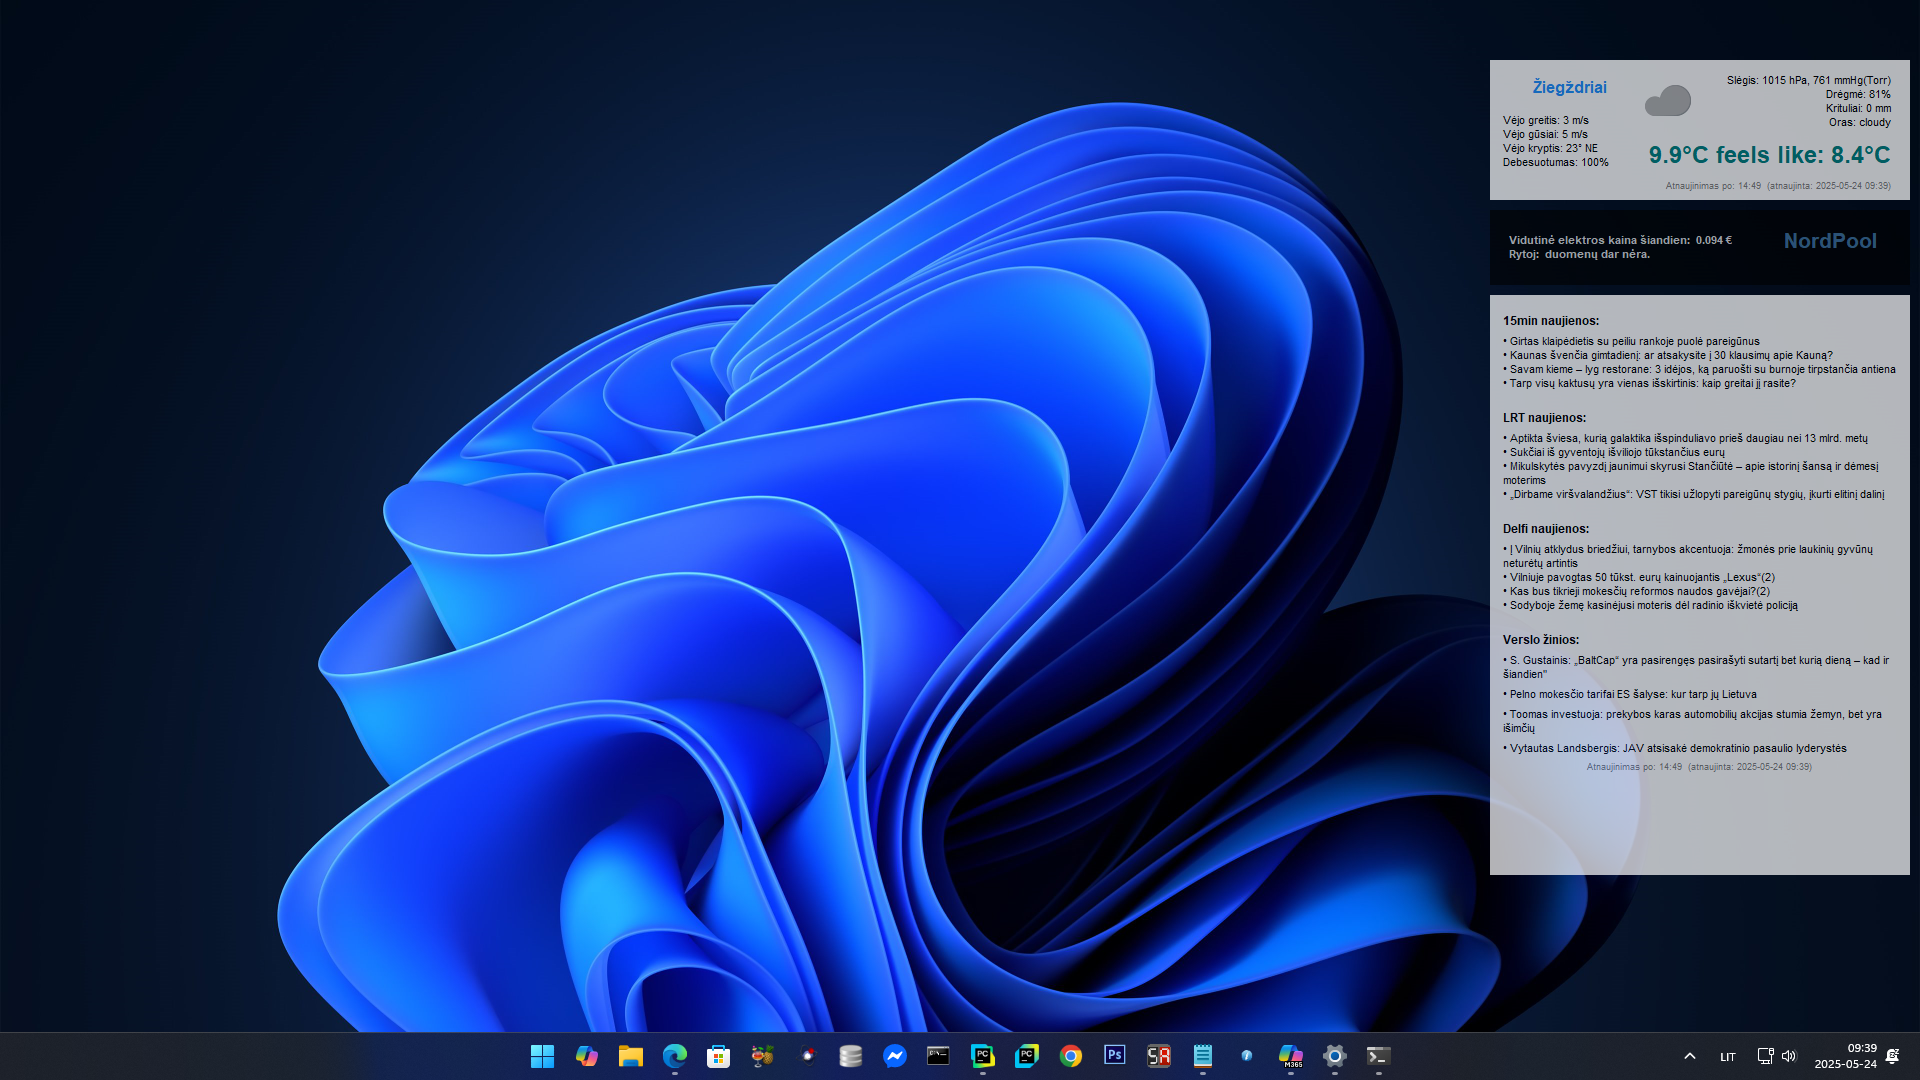 Žiegždriai
Vėjo greitis: 3 m/s
Vėjo gūsiai: 5 m/s
Vėjo kryptis: 23° NE
Debesuotumas: 100%
Slėgis: 1015 hPa, 761 mmHg(Torr)
Drėgmė: 81%
Krituliai: 0 mm
Oras: cloudy
9.9°C feels like: 8.4°C
Atnaujinimas po: 14:49 (atnaujinta: 2025-05-24 09:39)
Vidutinė elektros kaina šiandien: 0.094 €
Rytoj: duomenų dar nėra.
NordPool
15min naujienos:
• Girtas klaipėdietis su peiliu rankoje puolė pareigūnus
• Kaunas švenčia gimtadienį: ar atsakysite į 30 klausimų apie Kauną?
• Savam kieme – lyg restorane: 3 idėjos, ką paruošti su burnoje tirpstančia antiena
• Tarp visų kaktusų yra vienas išskirtinis: kaip greitai jį rasite?
LRT naujienos:
• Aptikta šviesa, kurią galaktika išspinduliavo prieš daugiau nei 13 mlrd. metų
• Sukčiai iš gyventojų išviliojo tūkstančius eurų
• Mikulskytės pavyzdį jaunimui skyrusi Stančiūtė – apie istorinį šansą ir dėmesį
moterims
• „Dirbame viršvalandžius“: VST tikisi užlopyti pareigūnų stygių, įkurti elitinį dalinį
Delfi naujienos:
• Į Vilnių atklydus briedžiui, tarnybos akcentuoja: žmonės prie laukinių gyvūnų
neturėtų artintis
• Vilniuje pavogtas 50 tūkst. eurų kainuojantis „Lexus“(2)
• Kas bus tikrieji mokesčių reformos naudos gavėjai?(2)
• Sodyboje žemę kasinėjusi moteris dėl radinio iškvietė policiją
Verslo žinios:
• S. Gustainis: „BaltCap“ yra pasirengęs pasirašyti sutartį bet kurią dieną – kad ir
šiandien"
• Pelno mokesčio tarifai ES šalyse: kur tarp jų Lietuva
• Toomas investuoja: prekybos karas automobilių akcijas stumia žemyn, bet yra
išimčių
• Vytautas Landsbergis: JAV atsisakė demokratinio pasaulio lyderystės
Atnaujinimas po: 14:49 (atnaujinta: 2025-05-24 09:39)
PC
PC
Ps
SA
M365
LIT
09:39
2025-05-24